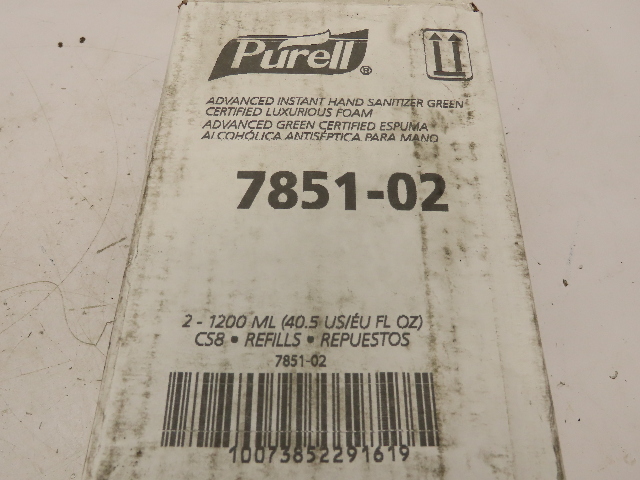 PURELL®
ADVANCED INSTANT HAND SANITIZER GREEN
CERTIFIED LUXURIOUS FOAM
ADVANCED GREEN CERTIFIED ESPUMA
ALCOHÓLICA ANTISÉPTICA PARA MANO
7851-02
2 - 1200 ML (40.5 US/ÉU FL OZ)
CS8 • REFILLS • REPUESTOS
7851-02
10073852291619